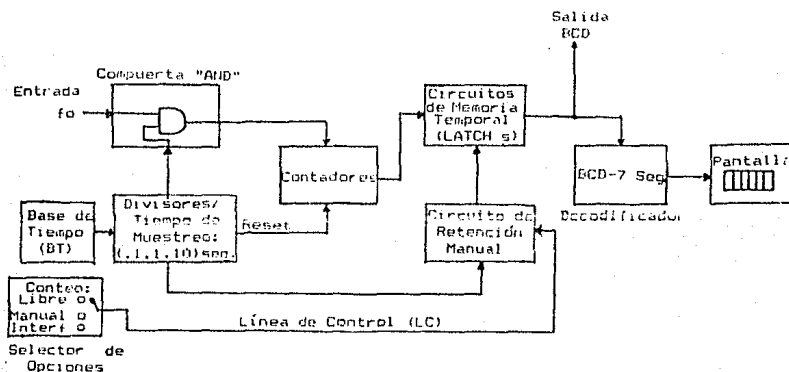 Salida
BCD
Compuerta "AND"
Entrada
fo
Circuitos
de Memoria
Temporal
(LATCH s)
Contadores
BCD-7 Seg
Decodificador
Pantalla
Base de
Tiempo
(BT)
Divisores/
Tiempo de
Muestreo:
(.1,1,10)seg.
Reset
Circuito de
Retención
Manual
Conteo:
Libre
Manual
Interf
Línea de Control (LC)
Selector de
Opciones